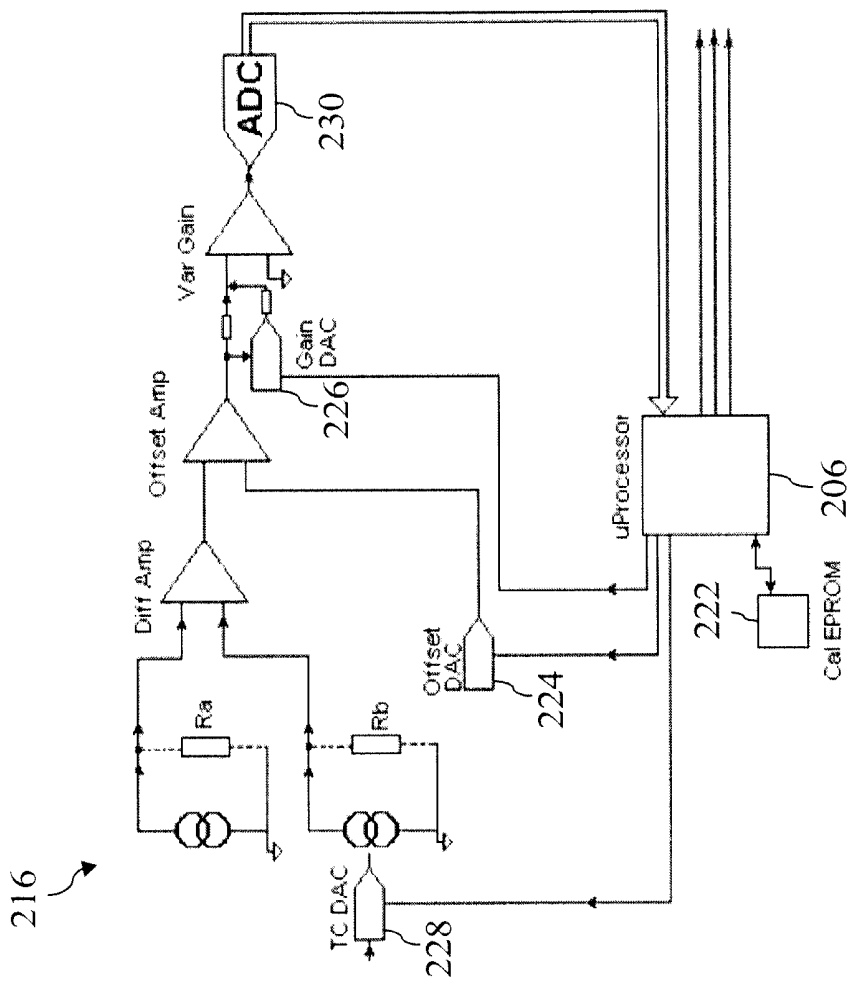 216
TC DAC
228
Ra
Rb
Diff Amp
Offset
DAC
224
Offset Amp
Gain
DAC
226
Var Gain
ADC
230
uProcessor
206
222
Cal EPROM